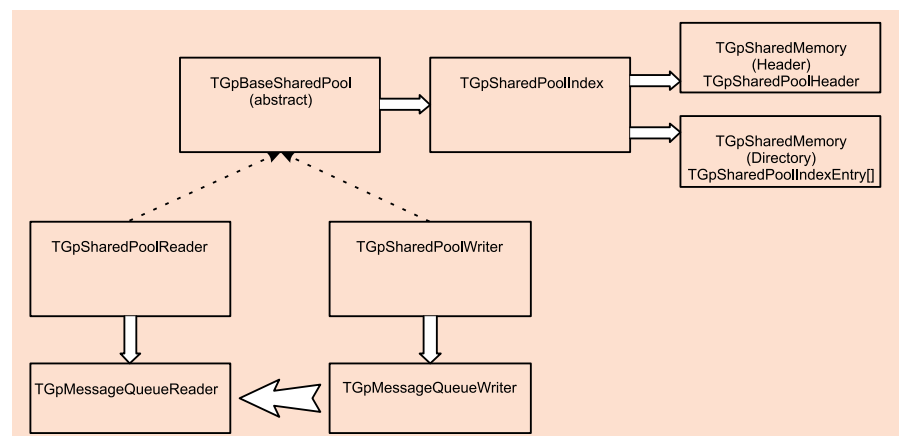 TGpBaseSharedPool
(abstract)
TGpSharedPoolIndex
TGpSharedMemory
(Header)
TGpSharedPoolHeader
TGpSharedMemory
(Directory)
TGpSharedPoolIndexEntry[]
TGpSharedPoolReader
TGpSharedPoolWriter
TGpMessageQueueReader
TGpMessageQueueWriter